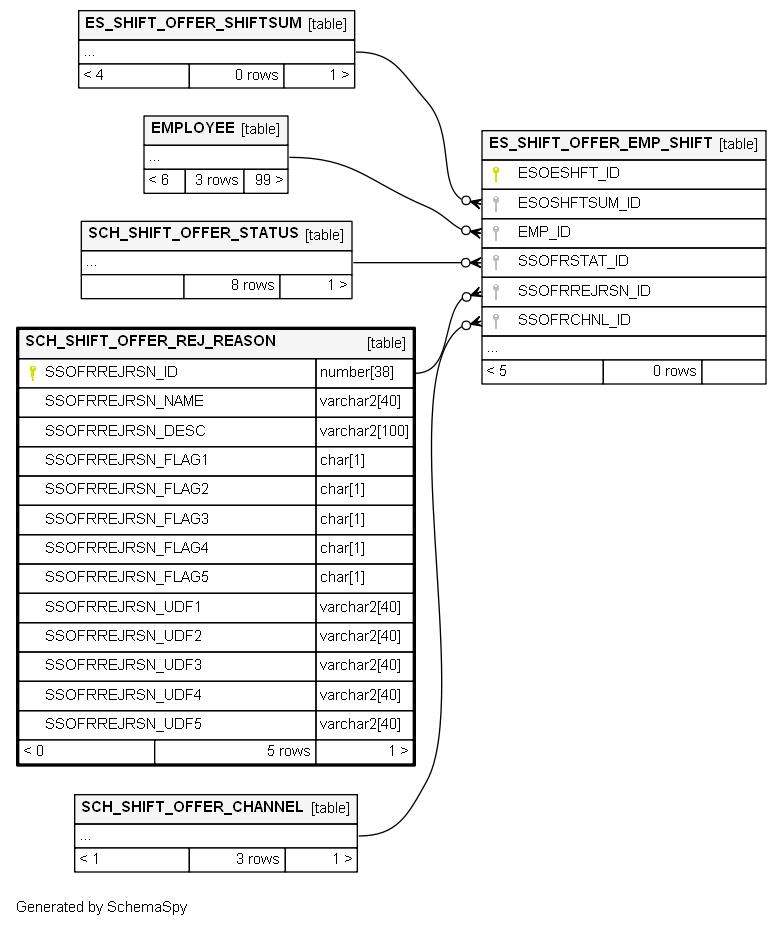 ES_SHIFT_OFFER_SHIFTSUM [table]
...
< 4 0 rows 1 >
EMPLOYEE [table]
...
< 6 3 rows 99 >
SCH_SHIFT_OFFER_STATUS [table]
...
8 rows 1 >
SCH_SHIFT_OFFER_REJ_REASON [table]
SSOFRREJRSN_ID number[38]
SSOFRREJRSN_NAME varchar2[40]
SSOFRREJRSN_DESC varchar2[100]
SSOFRREJRSN_FLAG1 char[1]
SSOFRREJRSN_FLAG2 char[1]
SSOFRREJRSN_FLAG3 char[1]
SSOFRREJRSN_FLAG4 char[1]
SSOFRREJRSN_FLAG5 char[1]
SSOFRREJRSN_UDF1 varchar2[40]
SSOFRREJRSN_UDF2 varchar2[40]
SSOFRREJRSN_UDF3 varchar2[40]
SSOFRREJRSN_UDF4 varchar2[40]
SSOFRREJRSN_UDF5 varchar2[40]
< 0 5 rows 1 >
SCH_SHIFT_OFFER_CHANNEL [table]
...
< 1 3 rows 1 >
ES_SHIFT_OFFER_EMP_SHIFT [table]
ESOESHFT_ID
ESOSHFTSUM_ID
EMP_ID
SSOFRSTAT_ID
SSOFRREJRSN_ID
SSOFRCHNL_ID
...
< 5 0 rows
Generated by SchemaSpy